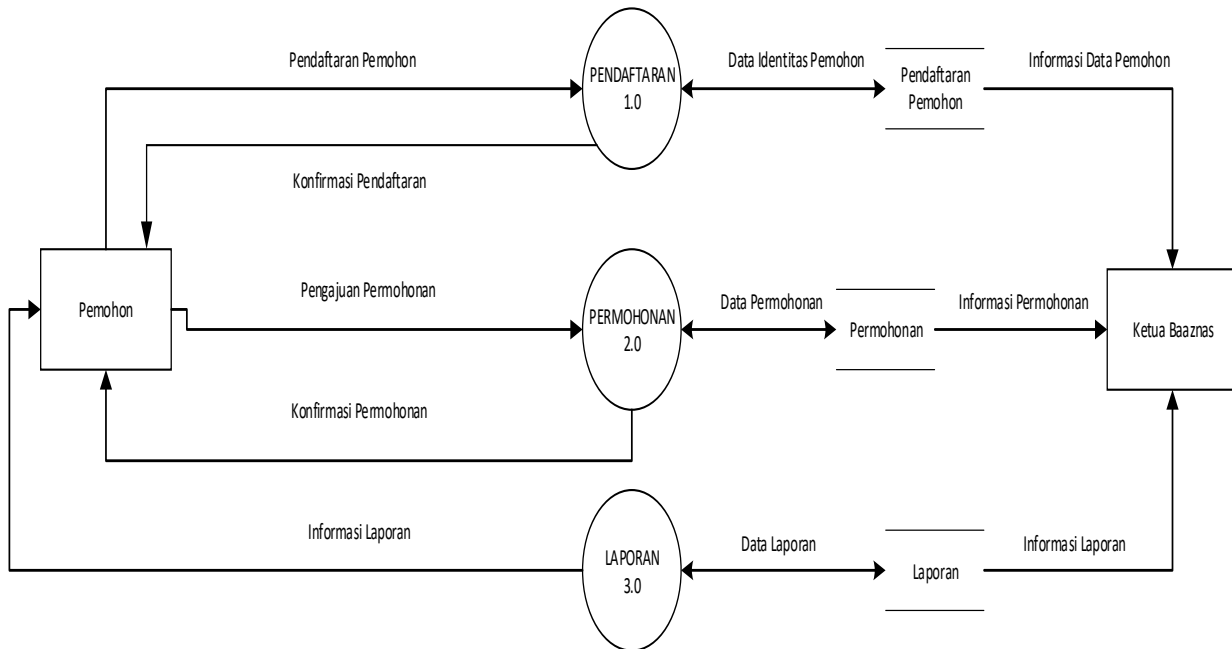 Pendaftaran Pemohon
PENDAFTARAN
1.0
Data Identitas Pemohon
Pendaftaran
Pemohon
Informasi Data Pemohon
Konfirmasi Pendaftaran
Pemohon
Pengajuan Permohonan
PERMOHONAN
2.0
Data Permohonan
Permohonan
Informasi Permohonan
Ketua Baaznas
Konfirmasi Permohonan
Informasi Laporan
LAPORAN
3.0
Data Laporan
Laporan
Informasi Laporan